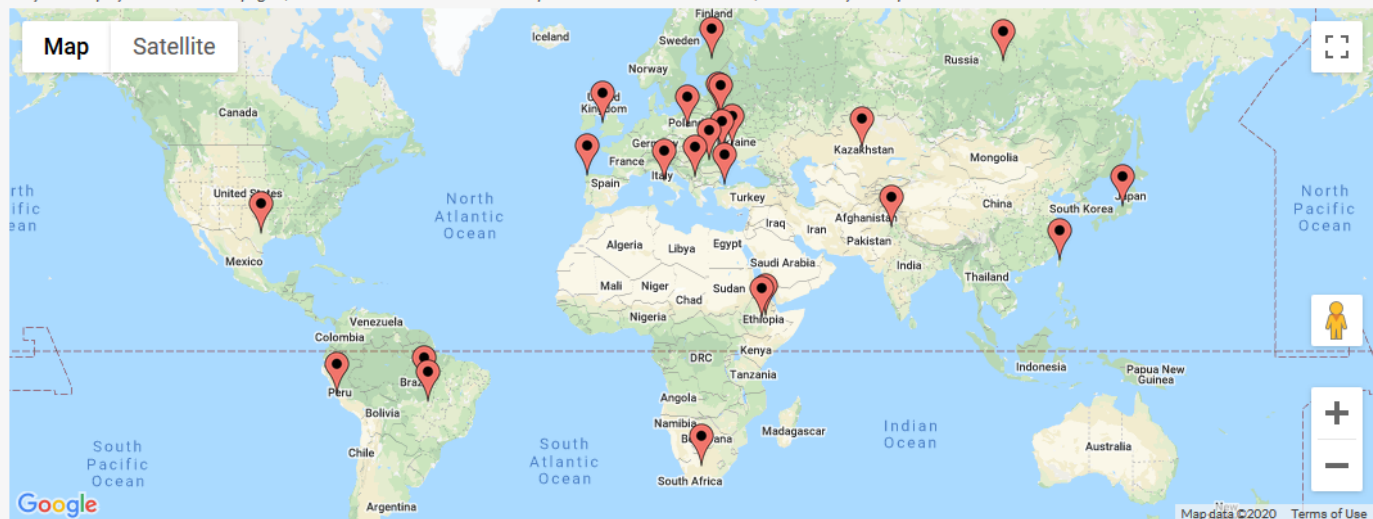 Map
Satellite
Iceland
Finland
Sweden
Norway
Russia
Canada
United Kingdom
Poland
Germany
Ukraine
France
Kazakhstan
Mongolia
Italy
Spain
Turkey
United States
North
Atlantic
Ocean
China
South Korea
Japan
North
Pacific
Ocean
rth
ific
ean
Afghanistan
Iraq
Iran
Pakistan
Algeria
Libya
Egypt
Saudi Arabia
India
Thailand
Mexico
Mali
Niger
Chad
Sudan
Nigeria
Ethiopia
Venezuela
Colombia
DRC
Kenya
Tanzania
Indonesia
Papua New
Guinea
Peru
Brazil
Bolivia
Angola
Namibia
Botswana
Madagascar
Indian
Ocean
Australia
Chile
South
Pacific
Ocean
South
Atlantic
Ocean
South Africa
Argentina
Google
New
Map data ©2020
Terms of Use